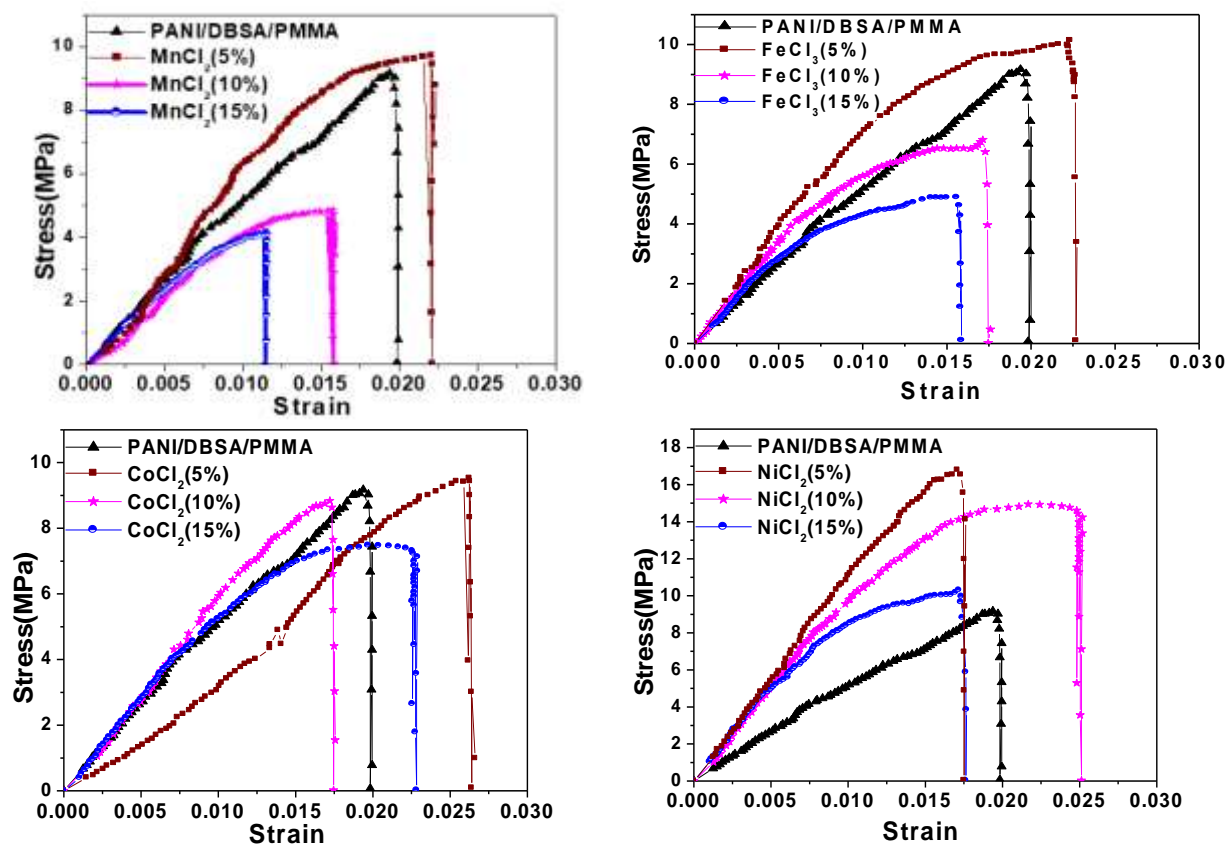 PANI/DBSA/PMMA
MnCl2(5%)
MnCl2(10%)
MnCl2(15%)
10
8
6
4
2
0
Stress(MPa)
0.000 0.005 0.010 0.015 0.020 0.025 0.030
Strain
PANI/DBSA/PMMA
FeCl3(5%)
FeCl3(10%)
FeCl3(15%)
10
8
6
4
2
0
Stress(MPa)
0.000 0.005 0.010 0.015 0.020 0.025 0.030
Strain
PANI/DBSA/PMMA
CoCl2(5%)
CoCl2(10%)
CoCl2(15%)
10
8
6
4
2
0
Stress(MPa)
0.000 0.005 0.010 0.015 0.020 0.025 0.030
Strain
PANI/DBSA/PMMA
NiCl2(5%)
NiCl2(10%)
NiCl2(15%)
18
16
14
12
10
8
6
4
2
0
Stress(MPa)
0.000 0.005 0.010 0.015 0.020 0.025 0.030
Strain